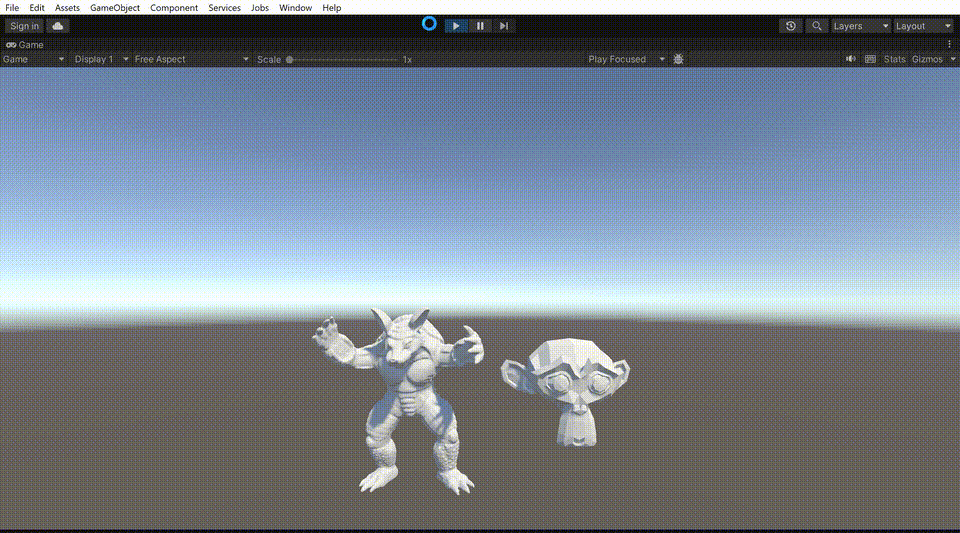 File Edit Assets GameObject Component Services Jobs Window Help
Sign in Layers Layout
Game
Game Display 1 Free Aspect Scale 1x Play Focused Stats Gizmos